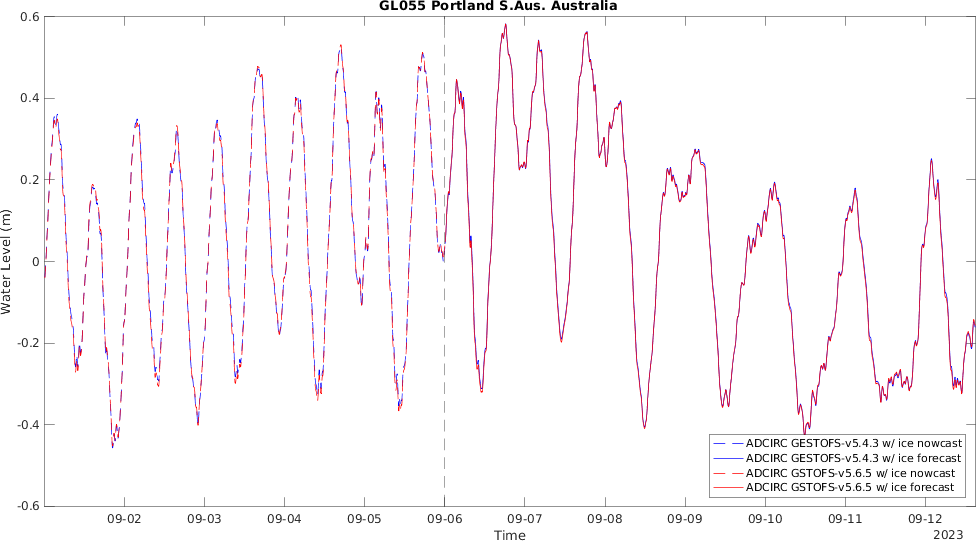 GL055 Portland S.Aus. Australia
0.6
0.4
0.2
0
-0.2
-0.4
-0.6
Water Level (m)
ADCIRC GESTOFS-v5.4.3 w/ ice nowcast
ADCIRC GESTOFS-v5.4.3 w/ ice forecast
ADCIRC GSTOFS-v5.6.5 w/ ice nowcast
ADCIRC GSTOFS-v5.6.5 w/ ice forecast
09-02 09-03 09-04 09-05 09-06 09-07 09-08 09-09 09-10 09-11 09-12
Time
2023